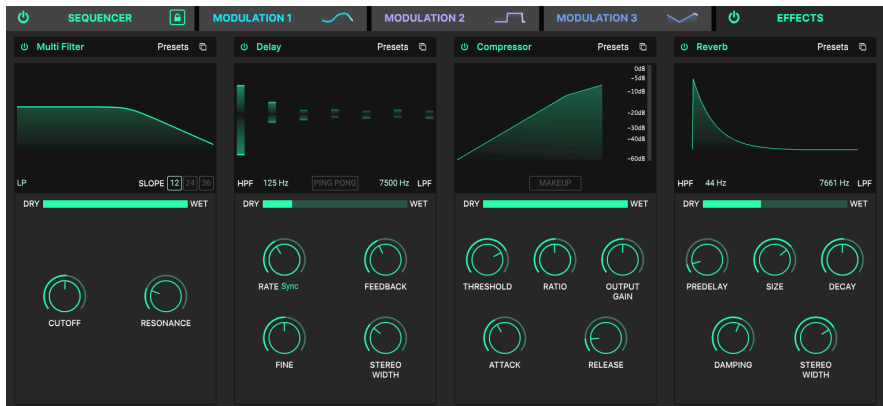 SEQUENCER MODULATION 1 MODULATION 2 MODULATION 3 EFFECTS
Multi Filter Presets
LP SLOPE 12 24 36
DRY WET
CUTOFF RESONANCE
Delay Presets
HPF 125 Hz PING PONG 7500 Hz LPF
DRY WET
RATE Sync FEEDBACK
FINE STEREO
WIDTH
Compressor Presets
0dB
-5dB
-10dB
-20dB
-30dB
-40dB
-60dB
MAKEUP
DRY WET
THRESHOLD RATIO OUTPUT
GAIN
ATTACK RELEASE
Reverb Presets
HPF 44 Hz 7661 Hz LPF
DRY WET
PREDELAY SIZE DECAY
DAMPING STEREO
WIDTH